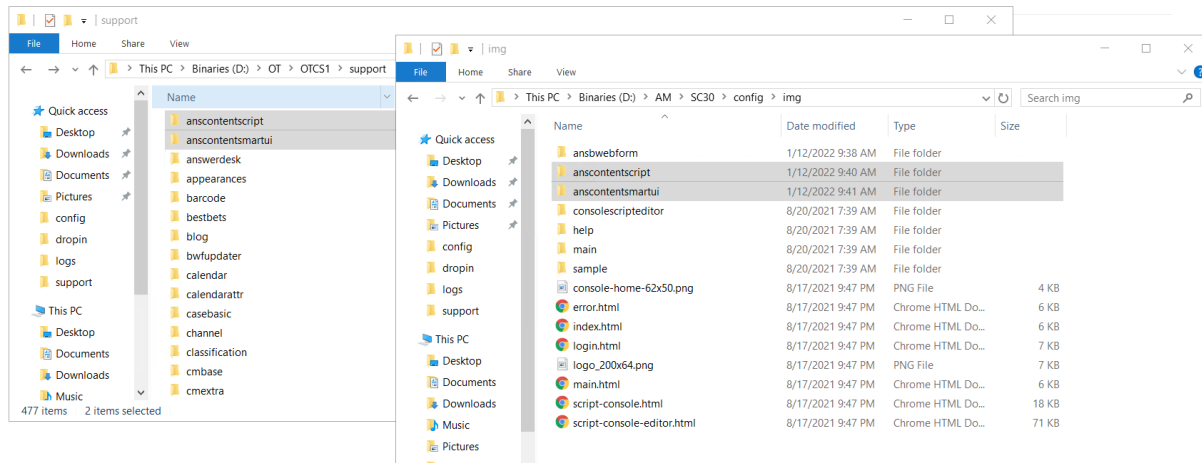 support
File Home Share View
This PC > Binaries (D:) > OT > OTCS1 > support
Quick access
Desktop
Downloads
Documents
Pictures
config
dropin
logs
support
This PC
Desktop
Documents
Downloads
Music
Name
anscontentscript
anscontentsmartui
answerdesk
appearances
barcode
bestbets
blog
bwfupdater
calendar
calendarattr
casebasic
channel
classification
cmbase
cmextra
477 items 2 items selected
img
File Home Share View
This PC > Binaries (D:) > AM > SC30 > config > img
Search img
Quick access
Desktop
Downloads
Documents
Pictures
config
dropin
logs
support
This PC
Desktop
Documents
Downloads
Music
Pictures
Name Date modified Type Size
ansbwebform 1/12/2022 9:38 AM File folder
anscontentscript 1/12/2022 9:40 AM File folder
anscontentsmartui 1/12/2022 9:41 AM File folder
consolescripteditor 8/20/2021 7:39 AM File folder
help 8/20/2021 7:39 AM File folder
main 8/20/2021 7:39 AM File folder
sample 8/20/2021 7:39 AM File folder
console-home-62x50.png 8/17/2021 9:47 PM PNG File 4 KB
error.html 8/17/2021 9:47 PM Chrome HTML Do... 6 KB
index.html 8/17/2021 9:47 PM Chrome HTML Do... 6 KB
login.html 8/17/2021 9:47 PM Chrome HTML Do... 7 KB
logo_200x64.png 8/17/2021 9:47 PM PNG File 7 KB
main.html 8/17/2021 9:47 PM Chrome HTML Do... 6 KB
script-console.html 8/17/2021 9:47 PM Chrome HTML Do... 18 KB
script-console-editor.html 8/17/2021 9:47 PM Chrome HTML Do... 71 KB